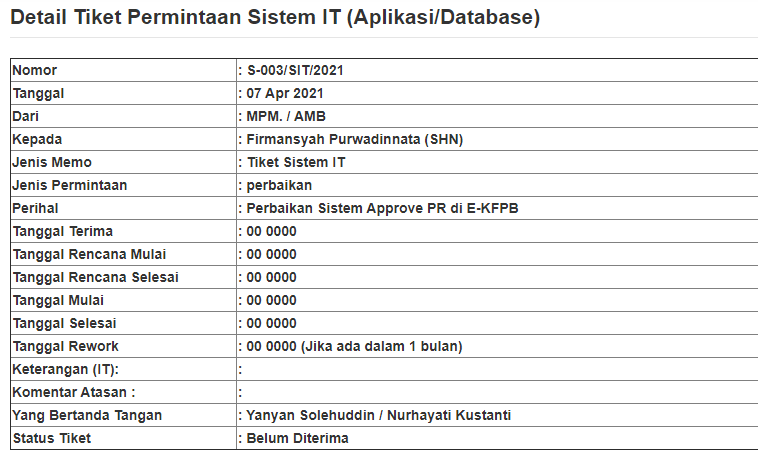 Detail Tiket Permintaan Sistem IT (Aplikasi/Database)
Nomor : S-003/SIT/2021
Tanggal : 07 Apr 2021
Dari : MPM. / AMB
Kepada : Firmansyah Purwadinnata (SHN)
Jenis Memo : Tiket Sistem IT
Jenis Permintaan : perbaikan
Perihal : Perbaikan Sistem Approve PR di E-KFPB
Tanggal Terima : 00 0000
Tanggal Rencana Mulai : 00 0000
Tanggal Rencana Selesai : 00 0000
Tanggal Mulai : 00 0000
Tanggal Selesai : 00 0000
Tanggal Rework : 00 0000 (Jika ada dalam 1 bulan)
Keterangan (IT): :
Komentar Atasan : :
Yang Bertanda Tangan : Yanyan Solehuddin / Nurhayati Kustanti
Status Tiket : Belum Diterima